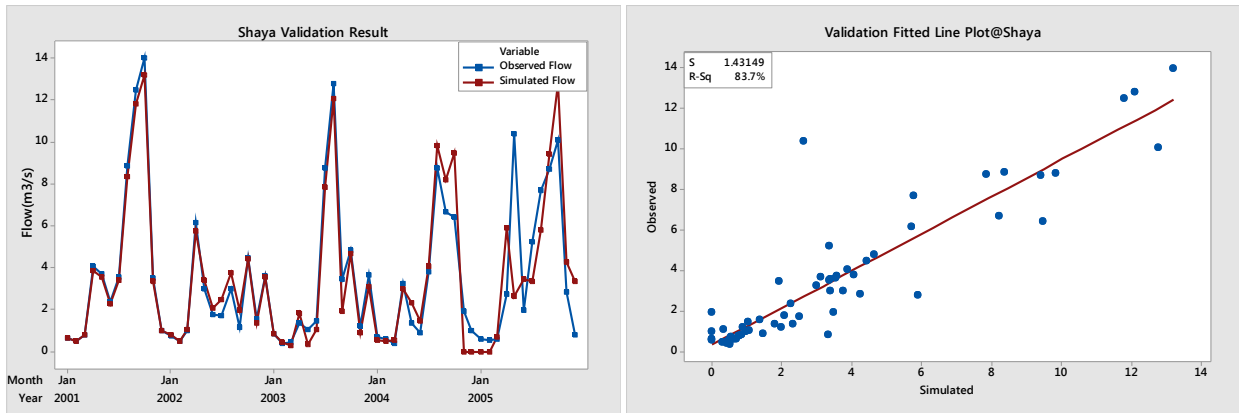 Shaya Validation Result
Variable
Observed Flow
Simulated Flow
Flow(m3/s)
14
12
10
8
6
4
2
0
Month Jan Jan Jan Jan Jan
Year 2001 2002 2003 2004 2005
Validation Fitted Line Plot@Shaya
S 1.43149
R-Sq 83.7%
Observed
14
12
10
8
6
4
2
0
0 2 4 6 8 10 12 14
Simulated